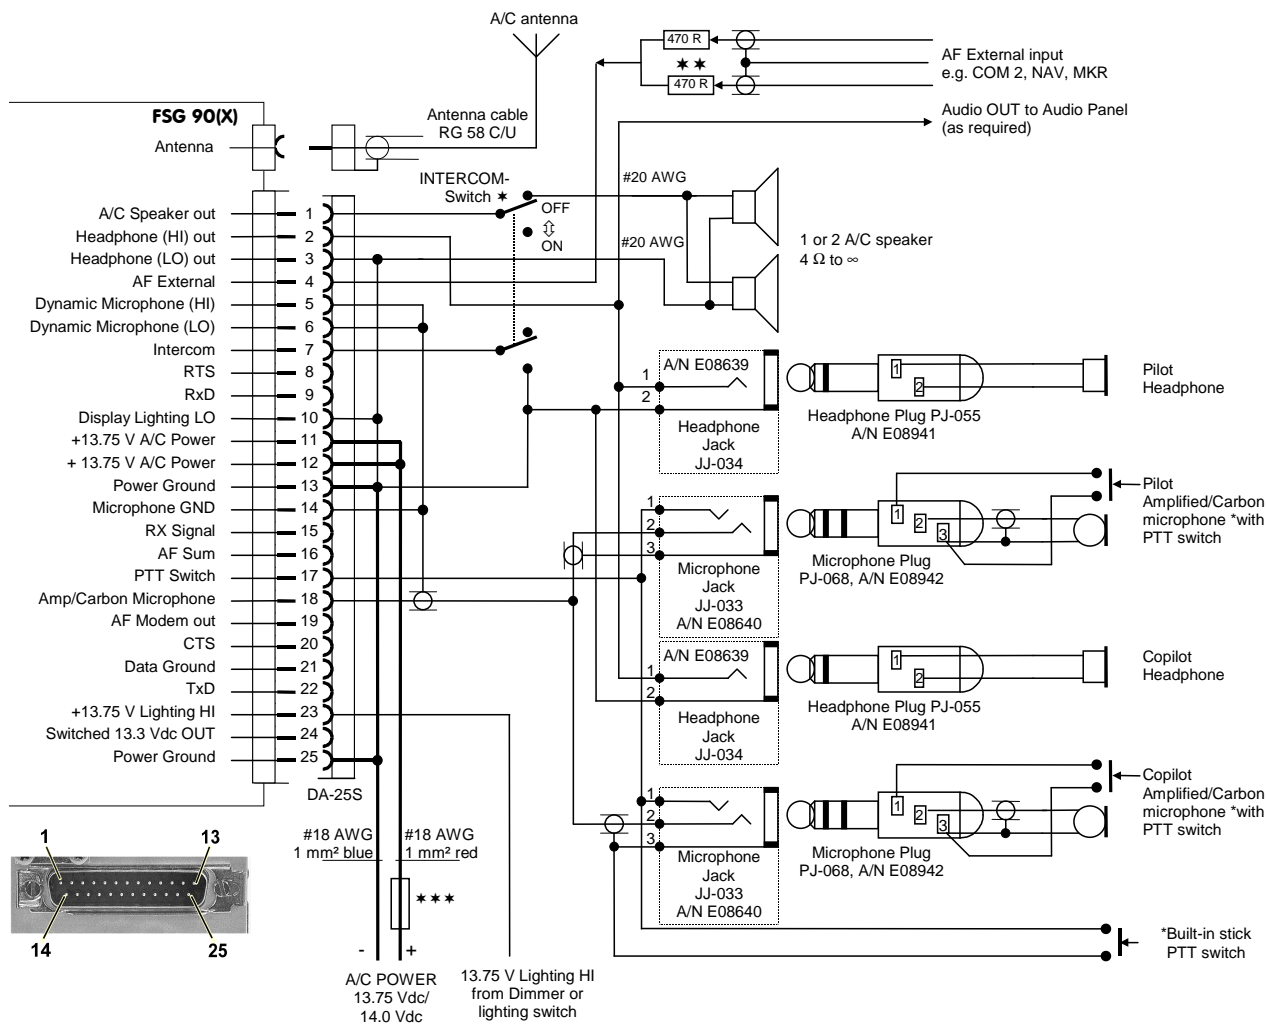 A/C antenna
470 R
★ ★
470 R
AF External input
e.g. COM 2, NAV, MKR
Audio OUT to Audio Panel
(as required)
FSG 90(X)
Antenna
Antenna cable
RG 58 C/U
INTERCOM-
Switch ★
OFF
⇕
ON
#20 AWG
#20 AWG
1 or 2 A/C speaker
4 Ω to ∞
A/C Speaker out 1
Headphone (HI) out 2
Headphone (LO) out 3
AF External 4
Dynamic Microphone (HI) 5
Dynamic Microphone (LO) 6
Intercom 7
RTS 8
RxD 9
Display Lighting LO 10
+13.75 V A/C Power 11
+ 13.75 V A/C Power 12
Power Ground 13
Microphone GND 14
RX Signal 15
AF Sum 16
PTT Switch 17
Amp/Carbon Microphone 18
AF Modem out 19
CTS 20
Data Ground 21
TxD 22
+13.75 V Lighting HI 23
Switched 13.3 Vdc OUT 24
Power Ground 25
DA-25S
A/N E08639
1
2
Headphone
Jack
JJ-034
1
2
Headphone Plug PJ-055
A/N E08941
Pilot
Headphone
1
2
3
Microphone
Jack
JJ-033
A/N E08640
1
2
3
Microphone Plug
PJ-068, A/N E08942
Pilot
Amplified/Carbon
microphone *with
PTT switch
A/N E08639
1
2
Headphone
Jack
JJ-034
1
2
Headphone Plug PJ-055
A/N E08941
Copilot
Headphone
1
2
3
Microphone
Jack
JJ-033
A/N E08640
1
2
3
Microphone Plug
PJ-068, A/N E08942
Copilot
Amplified/Carbon
microphone *with
PTT switch
*Built-in stick
PTT switch
#18 AWG
1 mm² blue
#18 AWG
1 mm² red
★★★
- +
A/C POWER
13.75 Vdc/
14.0 Vdc
13.75 V Lighting HI
from Dimmer or
lighting switch
1 13
14 25